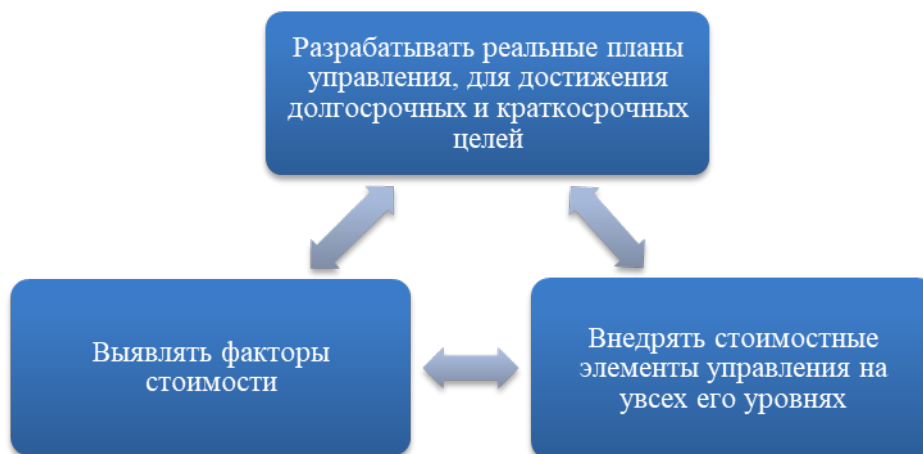 Разрабатывать реальные планы
управления, для достижения
долгосрочных и краткосрочных
целей
Выявлять факторы
стоимости
Внедрять стоимостные
элементы управления на
увсех его уровнях